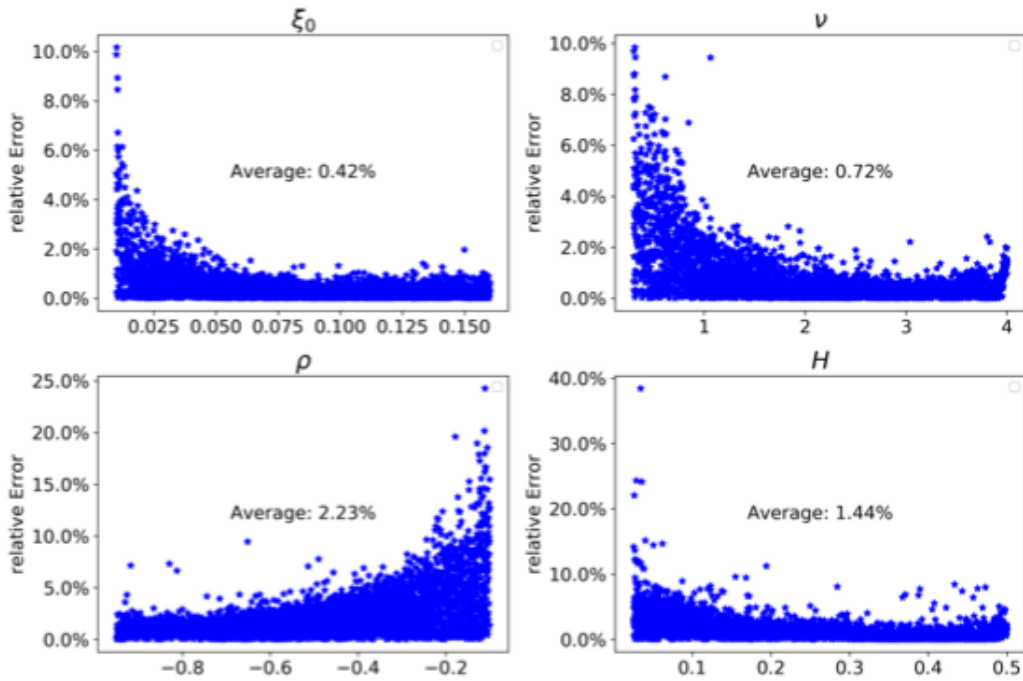 ξ₀
relative Error
10.0%
8.0%
6.0%
4.0%
2.0%
0.0%
Average: 0.42%
0.025 0.050 0.075 0.100 0.125 0.150
ν
relative Error
10.0%
8.0%
6.0%
4.0%
2.0%
0.0%
Average: 0.72%
1 2 3 4
ρ
relative Error
25.0%
20.0%
15.0%
10.0%
5.0%
0.0%
Average: 2.23%
−0.8 −0.6 −0.4 −0.2
H
relative Error
40.0%
30.0%
20.0%
10.0%
0.0%
Average: 1.44%
0.1 0.2 0.3 0.4 0.5